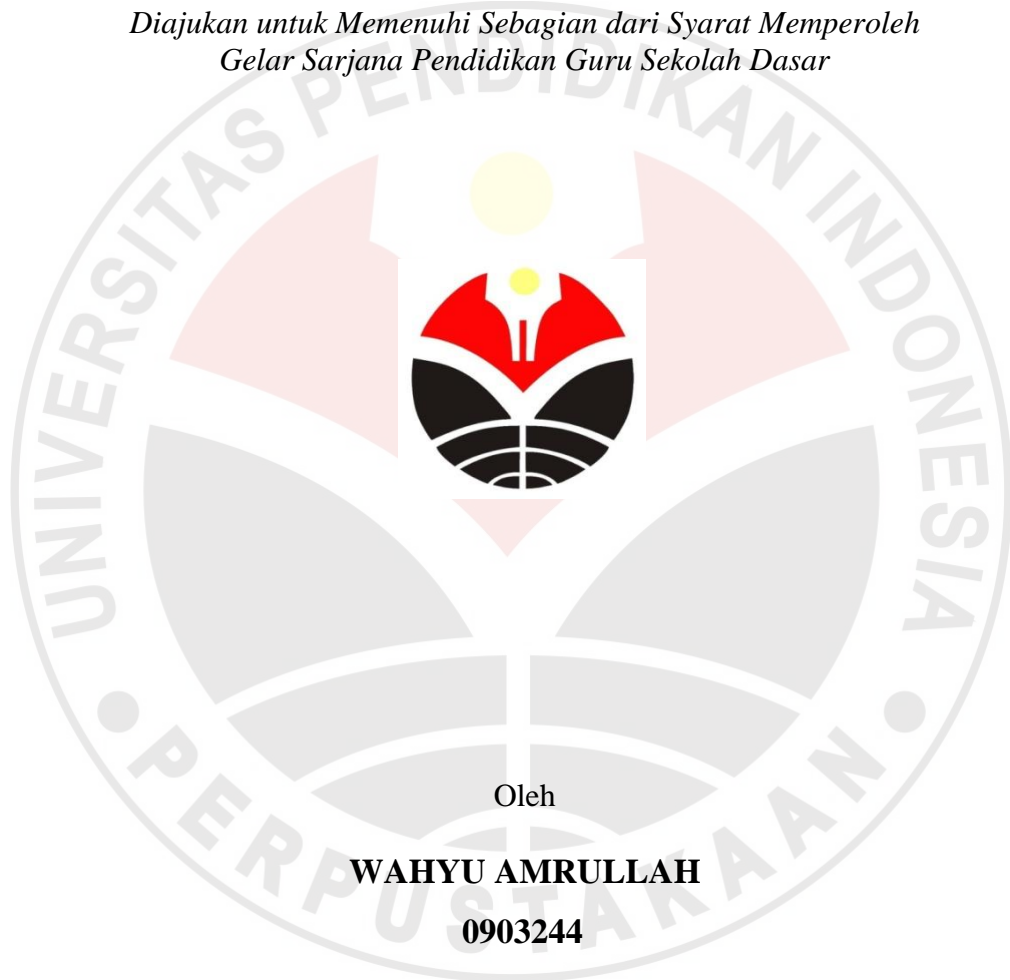 Diajukan untuk Memenuhi Sebagian dari Syarat Memperoleh
Gelar Sarjana Pendidikan Guru Sekolah Dasar
UNIVERSITAS PENDIDIKAN INDONESIA
PERPUSTAKAAN
Oleh
WAHYU AMRULLAH
0903244